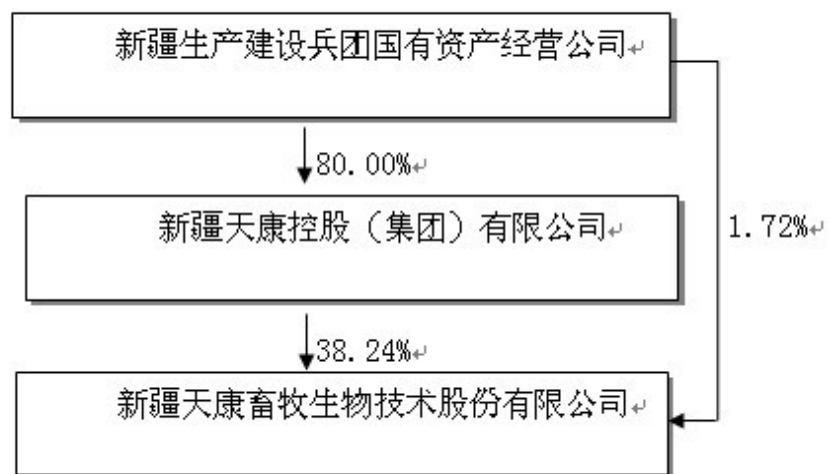 新疆生产建设兵团国有资产经营公司
80.00%
新疆天康控股（集团）有限公司
1.72%
38.24%
新疆天康畜牧生物技术股份有限公司